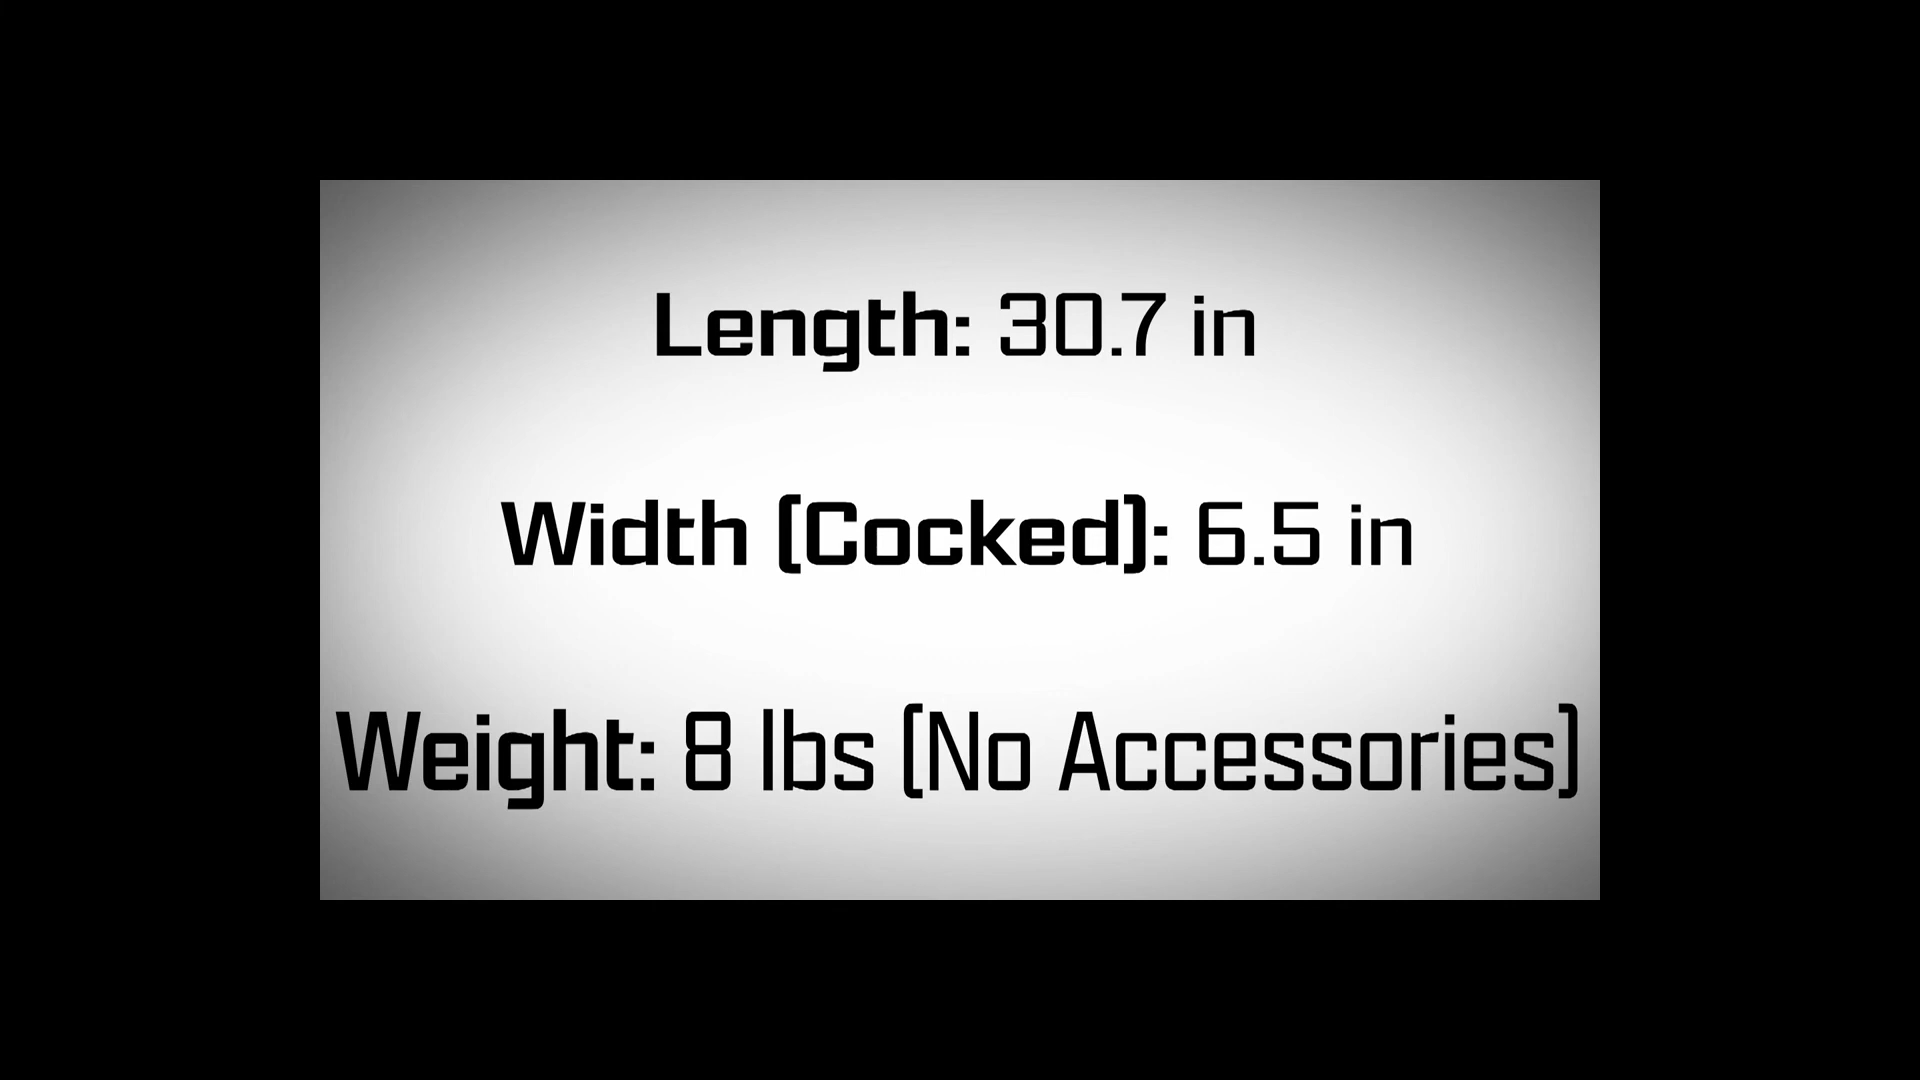 Length: 30.7 in
Width (Cocked): 6.5 in
Weight: 8 lbs (No Accessories)